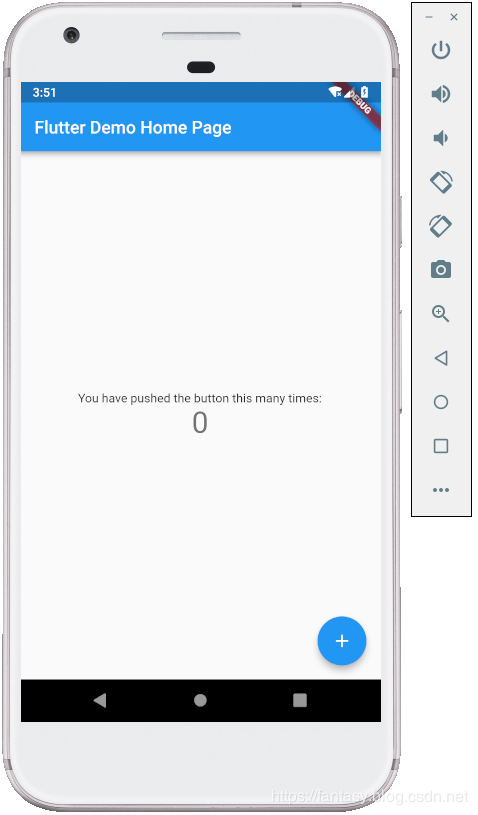 3:51
DEBUG
Flutter Demo Home Page
You have pushed the button this many times:
0
https://fantasy.blog.csdn.net